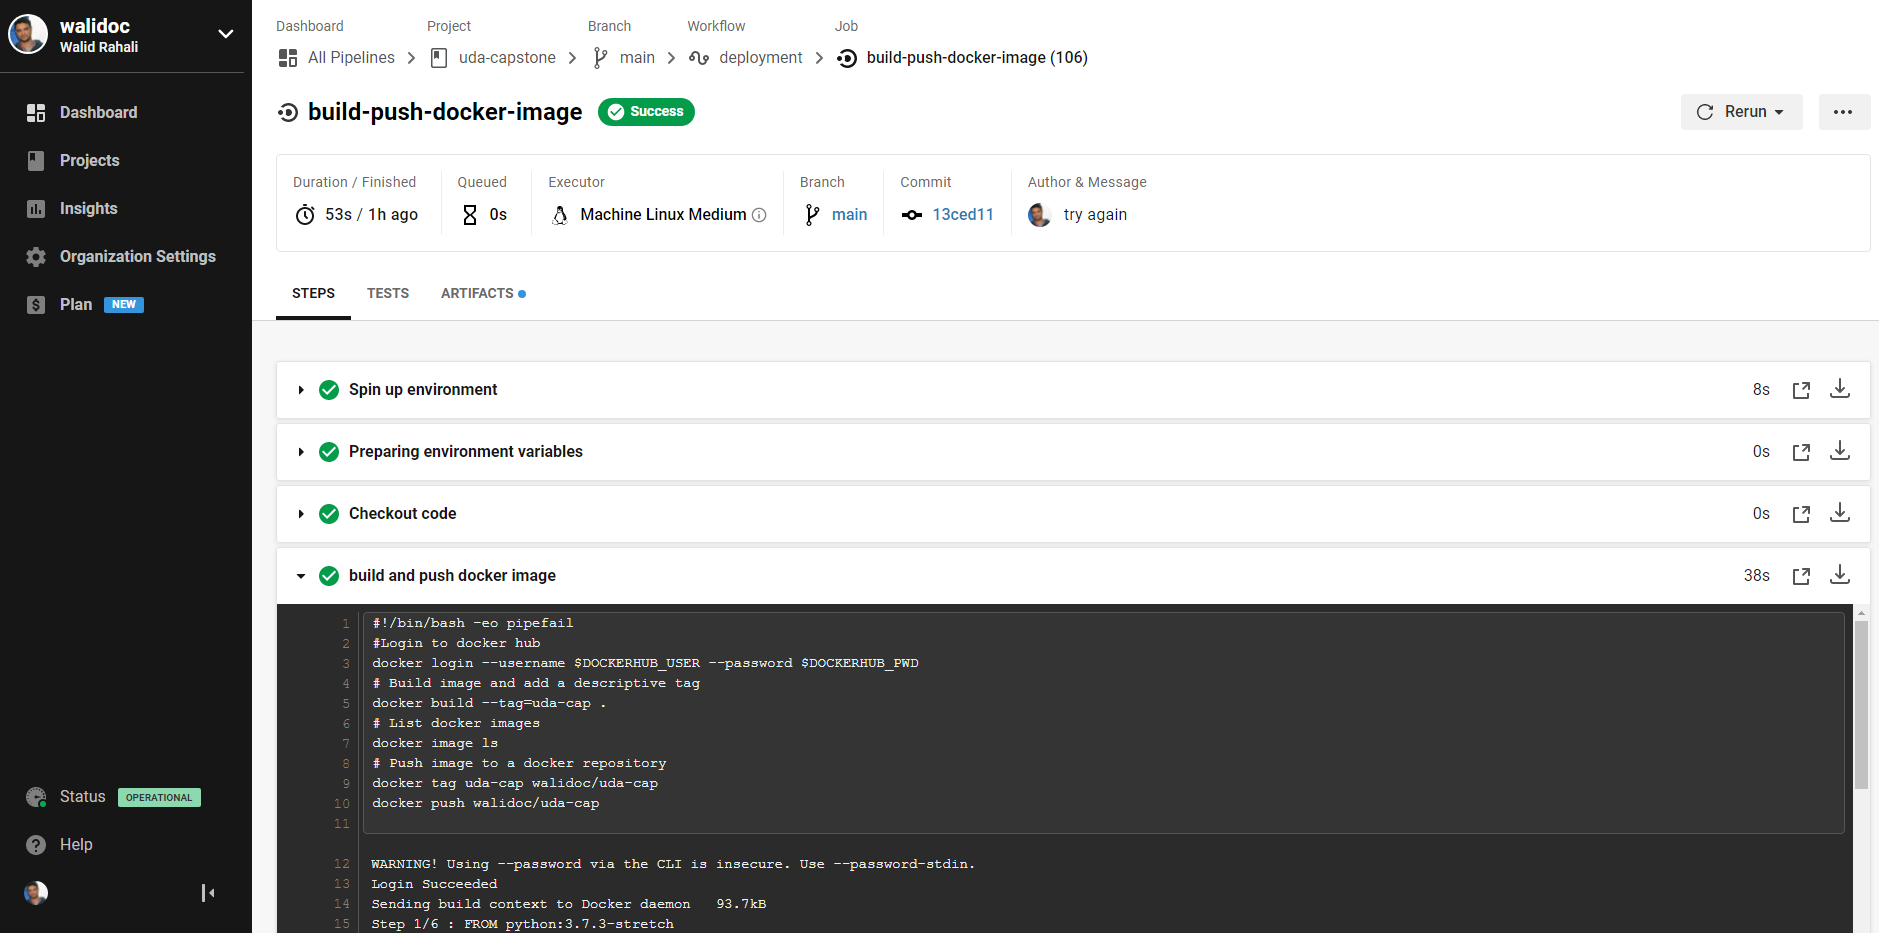 walidoc
Walid Rahali
Dashboard
Projects
Insights
Organization Settings
Plan NEW
Status OPERATIONAL
Help
Dashboard Project Branch Workflow Job
All Pipelines uda-capstone main deployment build-push-docker-image (106)
build-push-docker-image Success
Rerun
Duration / Finished Queued Executor Branch Commit Author & Message
53s / 1h ago 0s Machine Linux Medium main 13ced11 try again
STEPS TESTS ARTIFACTS
Spin up environment 8s
Preparing environment variables 0s
Checkout code 0s
build and push docker image 38s
1 #!/bin/bash -eo pipefail
2 #Login to docker hub
3 docker login --username $DOCKERHUB_USER --password $DOCKERHUB_PWD
4 # Build image and add a descriptive tag
5 docker build --tag=uda-cap .
6 # List docker images
7 docker image ls
8 # Push image to a docker repository
9 docker tag uda-cap walidoc/uda-cap
10 docker push walidoc/uda-cap
11
12 WARNING! Using --password via the CLI is insecure. Use --password-stdin.
13 Login Succeeded
14 Sending build context to Docker daemon 93.7kB
15 Step 1/6 : FROM python:3.7.3-stretch